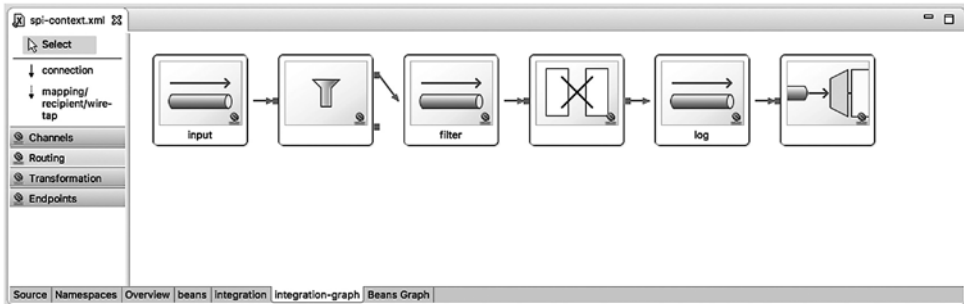 spi-context.xml
Select
connection
mapping/
recipient/wire-
tap
Channels
Routing
Transformation
Endpoints
input
filter
log
Source Namespaces Overview beans integration integration-graph Beans Graph